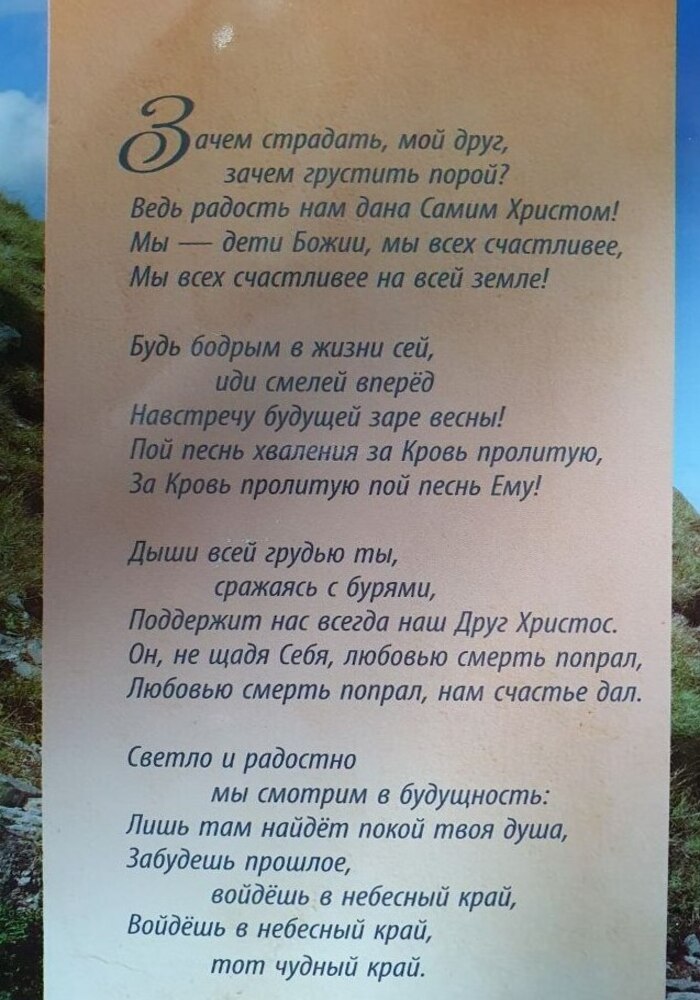 Зачем страдать, мой друг,
зачем грустить порой?
Ведь радость нам дана Самим Христом!
Мы — дети Божии, мы всех счастливее,
Мы всех счастливее на всей земле!
Будь бодрым в жизни сей,
иди смелей вперёд
Навстречу будущей заре весны!
Пой песнь хваления за Кровь пролитую,
За Кровь пролитую пой песнь Ему!
Дыши всей грудью ты,
сражаясь с бурями,
Поддержит нас всегда наш Друг Христос.
Он, не щадя Себя, любовью смерть попрал,
Любовью смерть попрал, нам счастье дал.
Светло и радостно
мы смотрим в будущность:
Лишь там найдёт покой твоя душа,
Забудешь прошлое,
войдёшь в небесный край,
Войдёшь в небесный край,
тот чудный край.